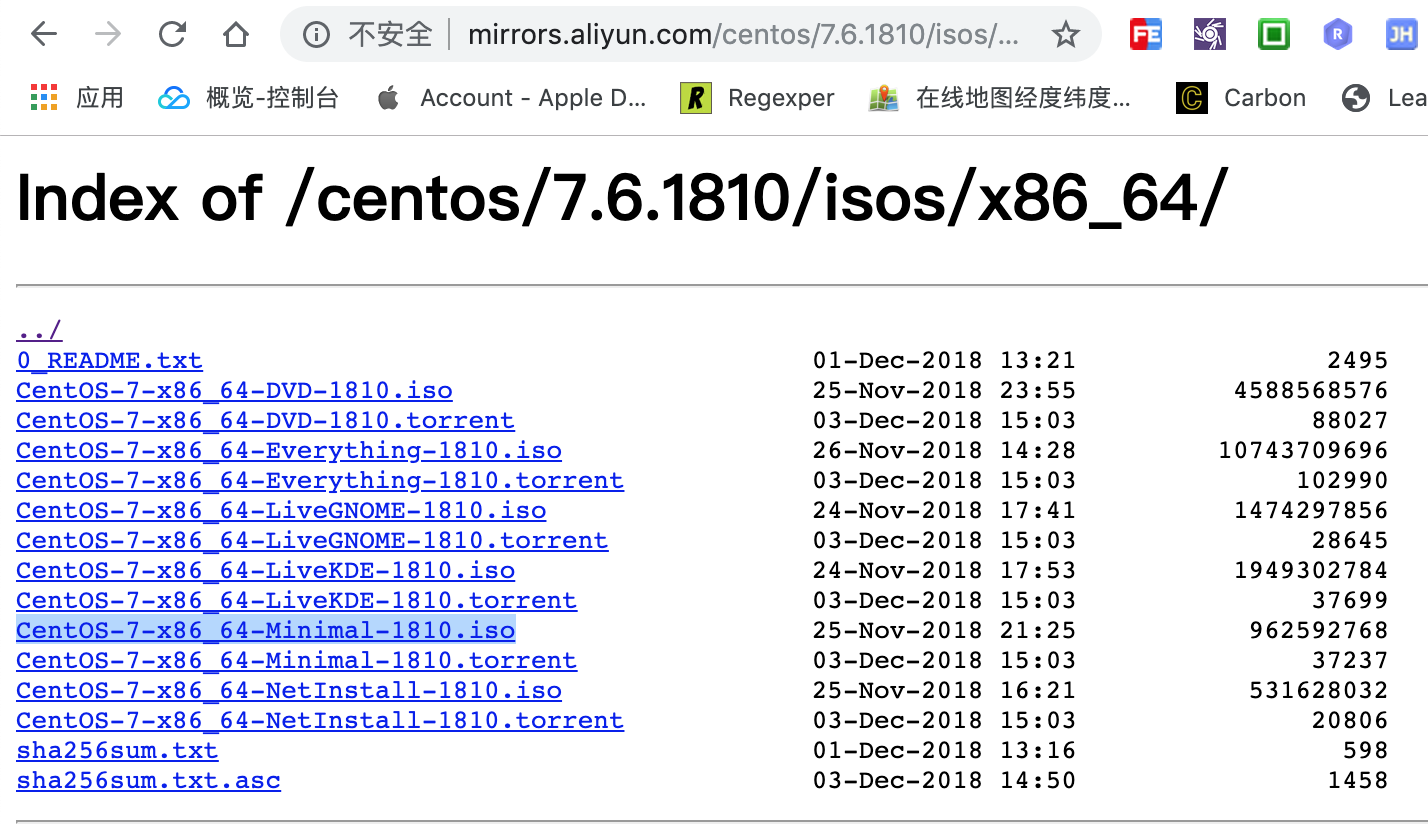 不安全 mirrors.aliyun.com/centos/7.6.1810/isos/... FE R JH
应用 概览-控制台 Account - Apple D... R Regexper 在线地图经度纬度... C Carbon Lea
Index of /centos/7.6.1810/isos/x86_64/
../
0_README.txt 01-Dec-2018 13:21 2495
CentOS-7-x86_64-DVD-1810.iso 25-Nov-2018 23:55 4588568576
CentOS-7-x86_64-DVD-1810.torrent 03-Dec-2018 15:03 88027
CentOS-7-x86_64-Everything-1810.iso 26-Nov-2018 14:28 10743709696
CentOS-7-x86_64-Everything-1810.torrent 03-Dec-2018 15:03 102990
CentOS-7-x86_64-LiveGNOME-1810.iso 24-Nov-2018 17:41 1474297856
CentOS-7-x86_64-LiveGNOME-1810.torrent 03-Dec-2018 15:03 28645
CentOS-7-x86_64-LiveKDE-1810.iso 24-Nov-2018 17:53 1949302784
CentOS-7-x86_64-LiveKDE-1810.torrent 03-Dec-2018 15:03 37699
CentOS-7-x86_64-Minimal-1810.iso 25-Nov-2018 21:25 962592768
CentOS-7-x86_64-Minimal-1810.torrent 03-Dec-2018 15:03 37237
CentOS-7-x86_64-NetInstall-1810.iso 25-Nov-2018 16:21 531628032
CentOS-7-x86_64-NetInstall-1810.torrent 03-Dec-2018 15:03 20806
sha256sum.txt 01-Dec-2018 13:16 598
sha256sum.txt.asc 03-Dec-2018 14:50 1458